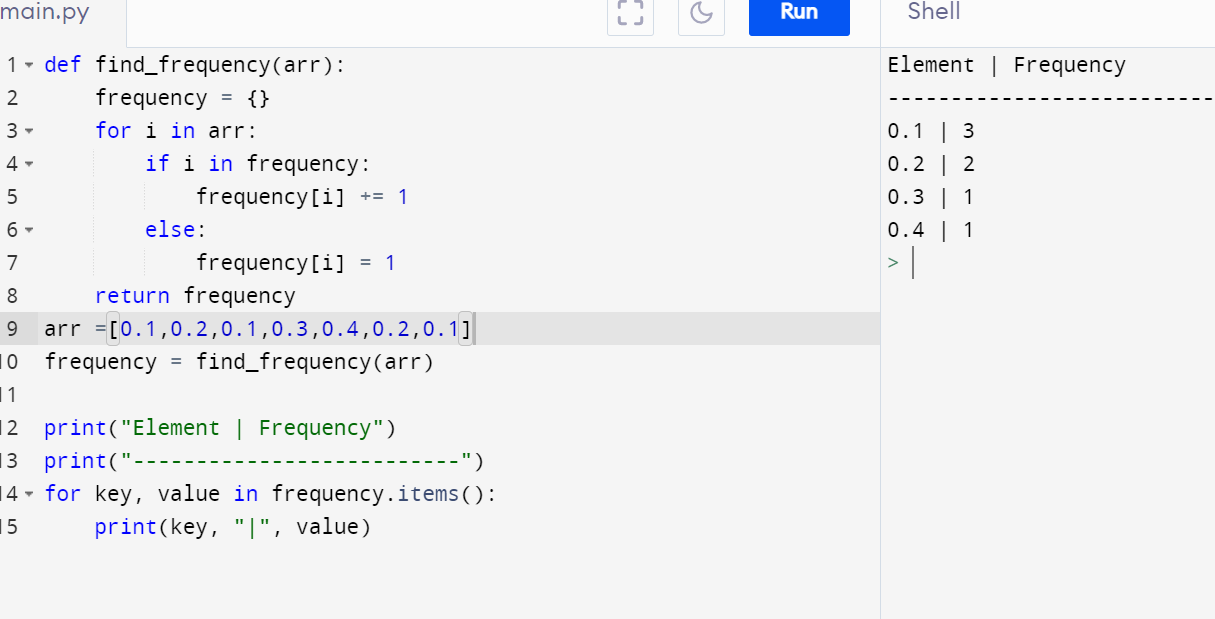 main.py
Run
Shell
1 def find_frequency(arr):
2     frequency = {}
3     for i in arr:
4         if i in frequency:
5             frequency[i] += 1
6         else:
7             frequency[i] = 1
8     return frequency
9 arr =[0.1,0.2,0.1,0.3,0.4,0.2,0.1]
10 frequency = find_frequency(arr)
11
12 print("Element | Frequency")
13 print("--------------------------")
14 for key, value in frequency.items():
15     print(key, "|", value)
Element | Frequency
--------------------------
0.1 | 3
0.2 | 2
0.3 | 1
0.4 | 1
>